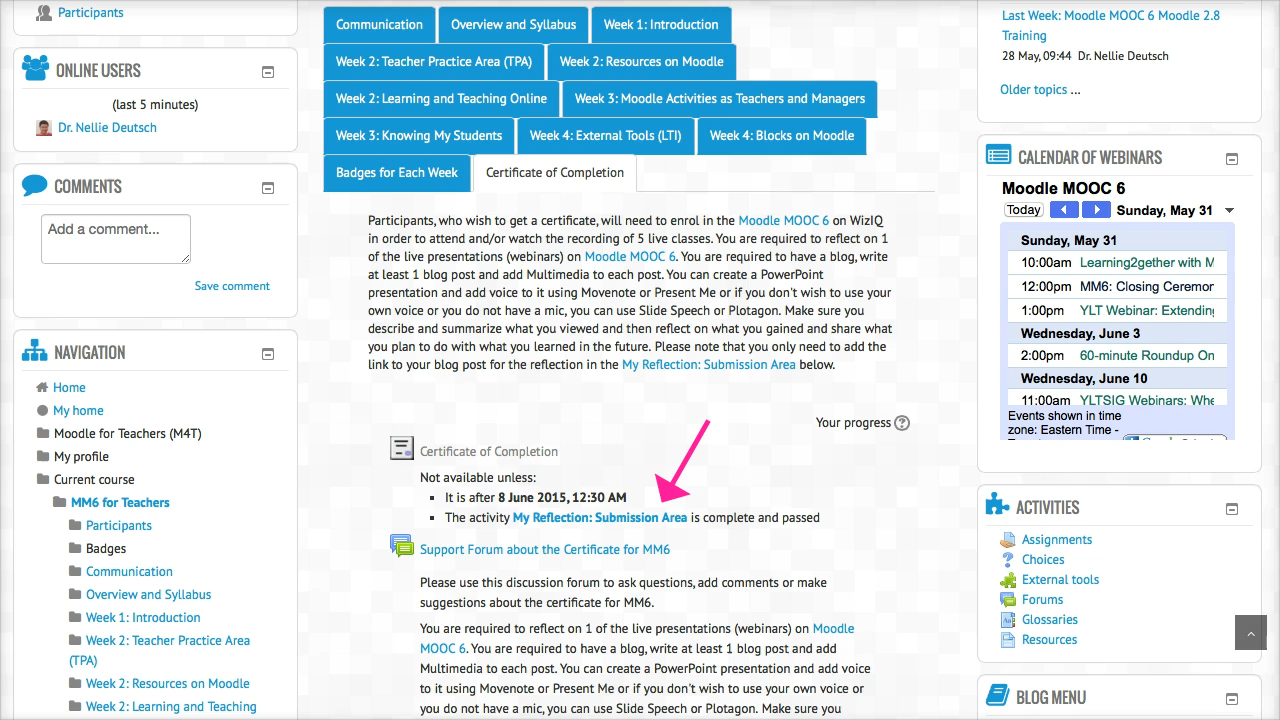 Participants
ONLINE USERS
(last 5 minutes)
Dr. Nellie Deutsch
COMMENTS
Add a comment...
Save comment
NAVIGATION
Home
My home
Moodle for Teachers (M4T)
My profile
Current course
MM6 for Teachers
Participants
Badges
Communication
Overview and Syllabus
Week 1: Introduction
Week 2: Teacher Practice Area
(TPA)
Week 2: Resources on Moodle
Week 2: Learning and Teaching
Communication
Overview and Syllabus
Week 1: Introduction
Week 2: Teacher Practice Area (TPA)
Week 2: Resources on Moodle
Week 2: Learning and Teaching Online
Week 3: Moodle Activities as Teachers and Managers
Week 3: Knowing My Students
Week 4: External Tools (LTI)
Week 4: Blocks on Moodle
Badges for Each Week
Certificate of Completion
Participants, who wish to get a certificate, will need to enrol in the Moodle MOOC 6 on WizIQ
in order to attend and/or watch the recording of 5 live classes. You are required to reflect on 1
of the live presentations (webinars) on Moodle MOOC 6. You are required to have a blog, write
at least 1 blog post and add Multimedia to each post. You can create a PowerPoint
presentation and add voice to it using Movenote or Present Me or if you don't wish to use your
own voice or you do not have a mic, you can use Slide Speech or Plotagon. Make sure you
describe and summarize what you viewed and then reflect on what you gained and share what
you plan to do with what you learned in the future. Please note that you only need to add the
link to your blog post for the reflection in the My Reflection: Submission Area below.
Your progress
Certificate of Completion
Not available unless:
It is after 8 June 2015, 12:30 AM
The activity My Reflection: Submission Area is complete and passed
Support Forum about the Certificate for MM6
Please use this discussion forum to ask questions, add comments or make
suggestions about the certificate for MM6.
You are required to reflect on 1 of the live presentations (webinars) on Moodle
MOOC 6. You are required to have a blog, write at least 1 blog post and add
Multimedia to each post. You can create a PowerPoint presentation and add voice
to it using Movenote or Present Me or if you don't wish to use your own voice or
you do not have a mic, you can use Slide Speech or Plotagon. Make sure you
Last Week: Moodle MOOC 6 Moodle 2.8
Training
28 May, 09:44 Dr. Nellie Deutsch
Older topics ...
CALENDAR OF WEBINARS
Moodle MOOC 6
Today Sunday, May 31
Sunday, May 31
10:00am Learning2gether with M
12:00pm MM6: Closing Ceremon
1:00pm YLT Webinar: Extending
Wednesday, June 3
2:00pm 60-minute Roundup On
Wednesday, June 10
11:00am YLTSIG Webinars: Whe
Events shown in time
zone: Eastern Time -
ACTIVITIES
Assignments
Choices
External tools
Forums
Glossaries
Resources
BLOG MENU